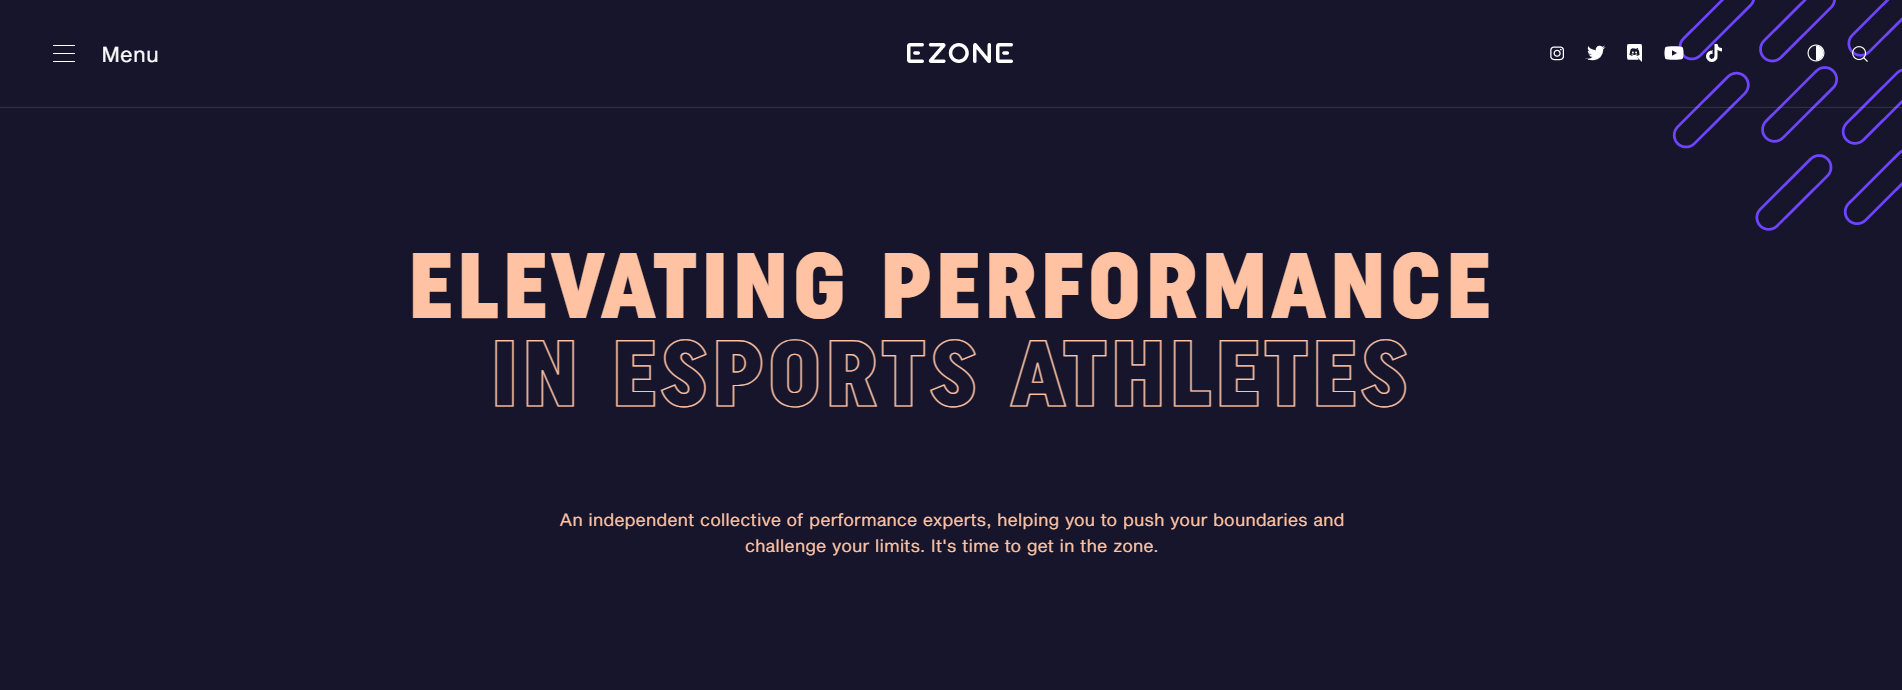 Menu
EZONE
ELEVATING PERFORMANCE
IN ESPORTS ATHLETES
An independent collective of performance experts, helping you to push your boundaries and
challenge your limits. It's time to get in the zone.